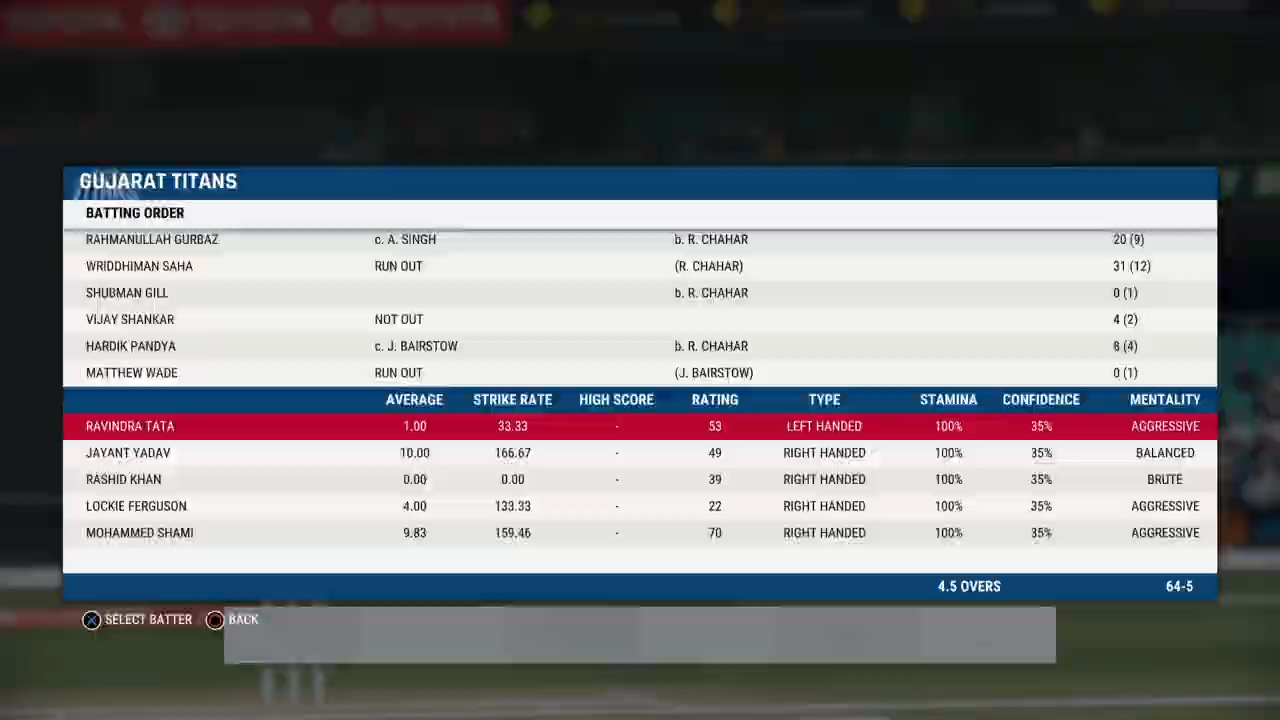 TOYOTA TOYOTA
GUJARAT TITANS
BATTING ORDER
RAHMANULLAH GURBAZ c. A. SINGH b. R. CHAHAR 20 (9)
WRIDDHIMAN SAHA RUN OUT (R. CHAHAR) 31 (12)
SHUBMAN GILL b. R. CHAHAR 0 (1)
VIJAY SHANKAR NOT OUT 4 (2)
HARDIK PANDYA c. J. BAIRSTOW b. R. CHAHAR 6 (4)
MATTHEW WADE RUN OUT (J. BAIRSTOW) 0 (1)
AVERAGE STRIKE RATE HIGH SCORE RATING TYPE STAMINA CONFIDENCE MENTALITY
RAVINDRA TATA 1.00 33.33 - 53 LEFT HANDED 100% 35% AGGRESSIVE
JAYANT YADAV 10.00 166.67 - 49 RIGHT HANDED 100% 35% BALANCED
RASHID KHAN 0.00 0.00 - 39 RIGHT HANDED 100% 35% BRUTE
LOCKIE FERGUSON 4.00 133.33 - 22 RIGHT HANDED 100% 35% AGGRESSIVE
MOHAMMED SHAMI 9.83 159.46 - 70 RIGHT HANDED 100% 35% AGGRESSIVE
4.5 OVERS 64-5
SELECT BATTER BACK